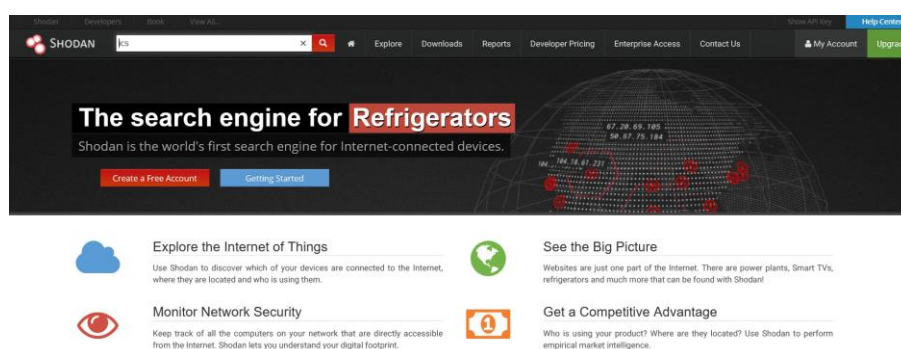 Shodan Developers Book View All...
Show API Key Help Center
SHODAN ics × Explore Downloads Reports Developer Pricing Enterprise Access Contact Us My Account Upgra
The search engine for Refrigerators
Shodan is the world's first search engine for Internet-connected devices.
Create a Free Account Getting Started
67.20.69.105
50.87.75.184
104.18.61.231
Explore the Internet of Things
Use Shodan to discover which of your devices are connected to the Internet,
where they are located and who is using them.
See the Big Picture
Websites are just one part of the Internet. There are power plants, Smart TVs,
refrigerators and much more that can be found with Shodan!
Monitor Network Security
Keep track of all the computers on your network that are directly accessible
from the Internet. Shodan lets you understand your digital footprint.
Get a Competitive Advantage
Who is using your product? Where are they located? Use Shodan to perform
empirical market intelligence.